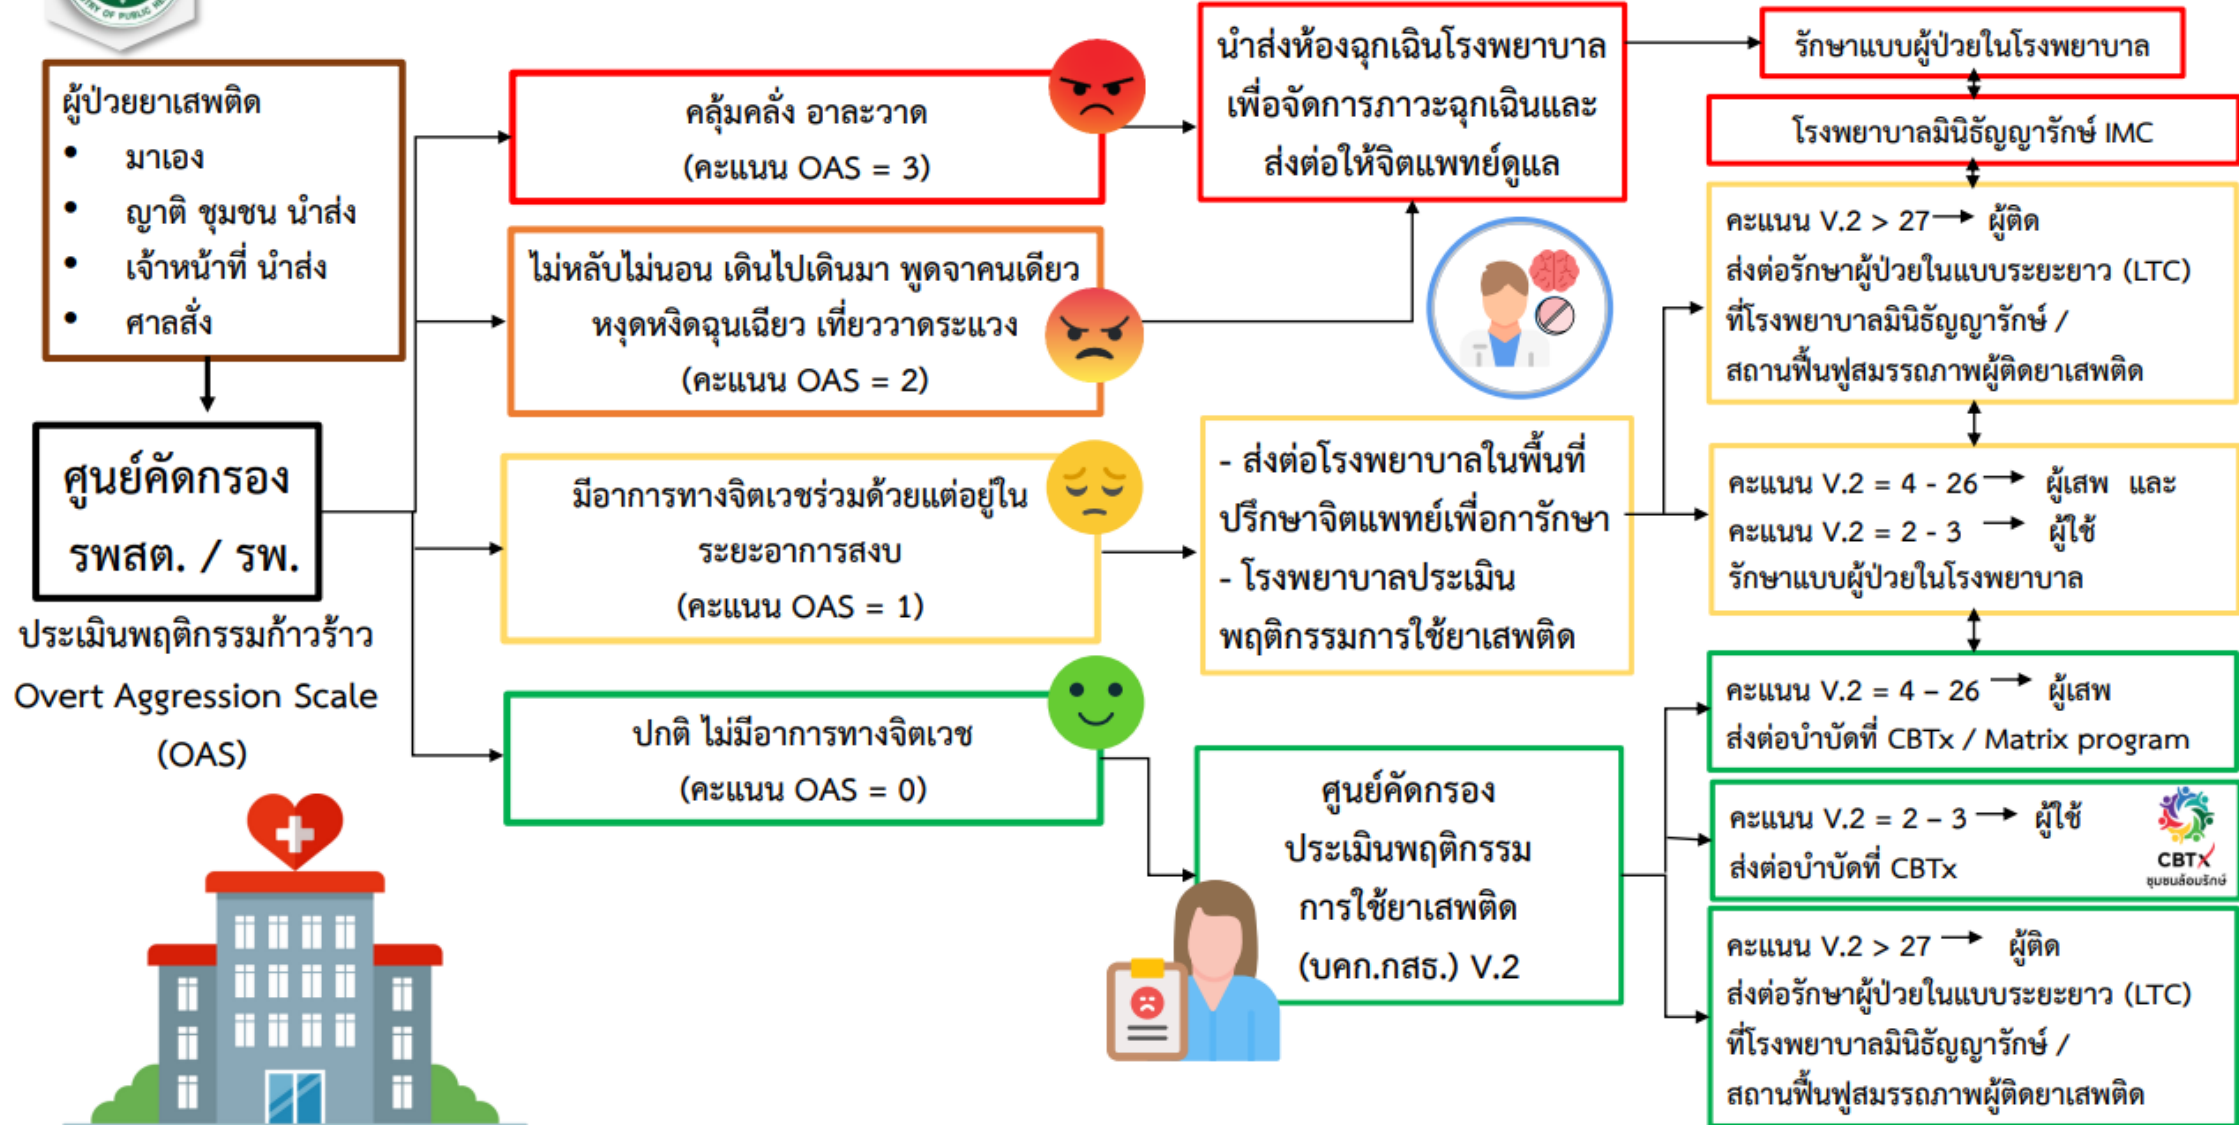 MINISTRY OF PUBLIC HEALTH
ผู้ป่วยยาเสพติด
• มาเอง
• ญาติ ชุมชน นำส่ง
• เจ้าหน้าที่ นำส่ง
• ศาลสั่ง
ศูนย์คัดกรอง
รพสต. / รพ.
ประเมินพฤติกรรมก้าวร้าว
Overt Aggression Scale
(OAS)
คลุ้มคลั่ง อาละวาด
(คะแนน OAS = 3)
ไม่หลับไม่นอน เดินไปเดินมา พูดจาคนเดียว
หงุดหงิดฉุนเฉียว เที่ยววาดระแวง
(คะแนน OAS = 2)
มีอาการทางจิตเวชร่วมด้วยแต่อยู่ใน
ระยะอาการสงบ
(คะแนน OAS = 1)
ปกติ ไม่มีอาการทางจิตเวช
(คะแนน OAS = 0)
นำส่งห้องฉุกเฉินโรงพยาบาล
เพื่อจัดการภาวะฉุกเฉินและ
ส่งต่อให้จิตแพทย์ดูแล
- ส่งต่อโรงพยาบาลในพื้นที่
ปรึกษาจิตแพทย์เพื่อการรักษา
- โรงพยาบาลประเมิน
พฤติกรรมการใช้ยาเสพติด
ศูนย์คัดกรอง
ประเมินพฤติกรรม
การใช้ยาเสพติด
(บคก.กสธ.) V.2
รักษาแบบผู้ป่วยในโรงพยาบาล
โรงพยาบาลมินิธัญญารักษ์ IMC
คะแนน V.2 > 27 → ผู้ติด
ส่งต่อรักษาผู้ป่วยในแบบระยะยาว (LTC)
ที่โรงพยาบาลมินิธัญญารักษ์ /
สถานฟื้นฟูสมรรถภาพผู้ติดยาเสพติด
คะแนน V.2 = 4 - 26 → ผู้เสพ และ
คะแนน V.2 = 2 - 3 → ผู้ใช้
รักษาแบบผู้ป่วยในโรงพยาบาล
คะแนน V.2 = 4 – 26 → ผู้เสพ
ส่งต่อบำบัดที่ CBTx / Matrix program
คะแนน V.2 = 2 – 3 → ผู้ใช้
ส่งต่อบำบัดที่ CBTx
CBTx
ชุมชนล้อมรักษ์
คะแนน V.2 > 27 → ผู้ติด
ส่งต่อรักษาผู้ป่วยในแบบระยะยาว (LTC)
ที่โรงพยาบาลมินิธัญญารักษ์ /
สถานฟื้นฟูสมรรถภาพผู้ติดยาเสพติด